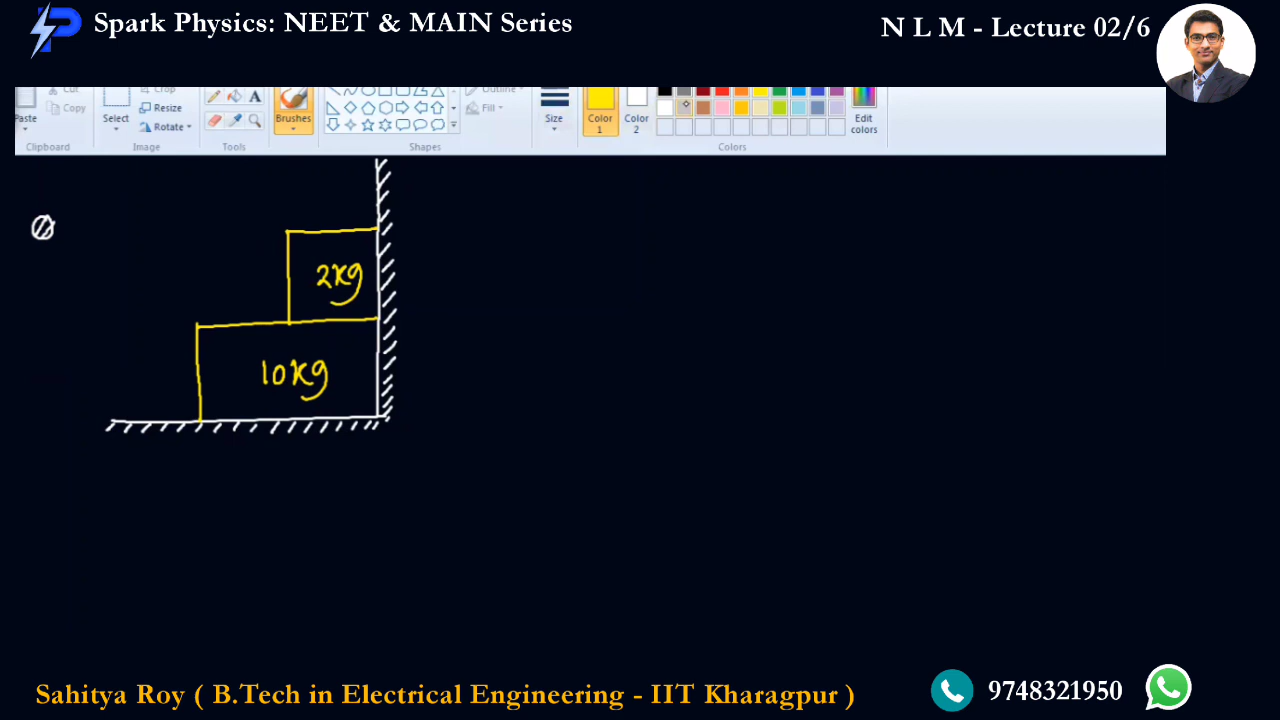 Spark Physics: NEET & MAIN Series
N L M - Lecture 02/6
Cut
Copy
Paste
Clipboard
Crop
Resize
Rotate
Select
Image
A
Tools
Brushes
Outline
Fill
Shapes
Size
Color 1
Color 2
Edit colors
Colors
2kg
10kg
Sahitya Roy ( B.Tech in Electrical Engineering - IIT Kharagpur )
9748321950